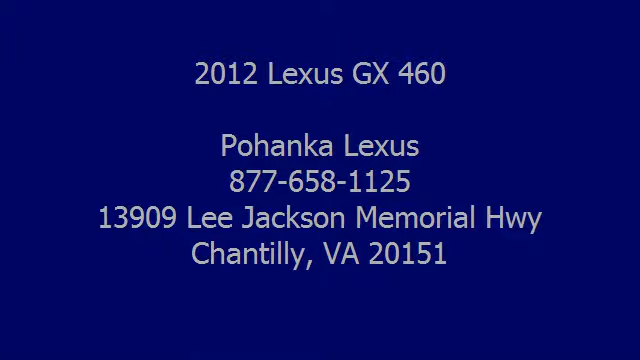 2012 Lexus GX 460
Pohanka Lexus
877-658-1125
13909 Lee Jackson Memorial Hwy
Chantilly, VA 20151